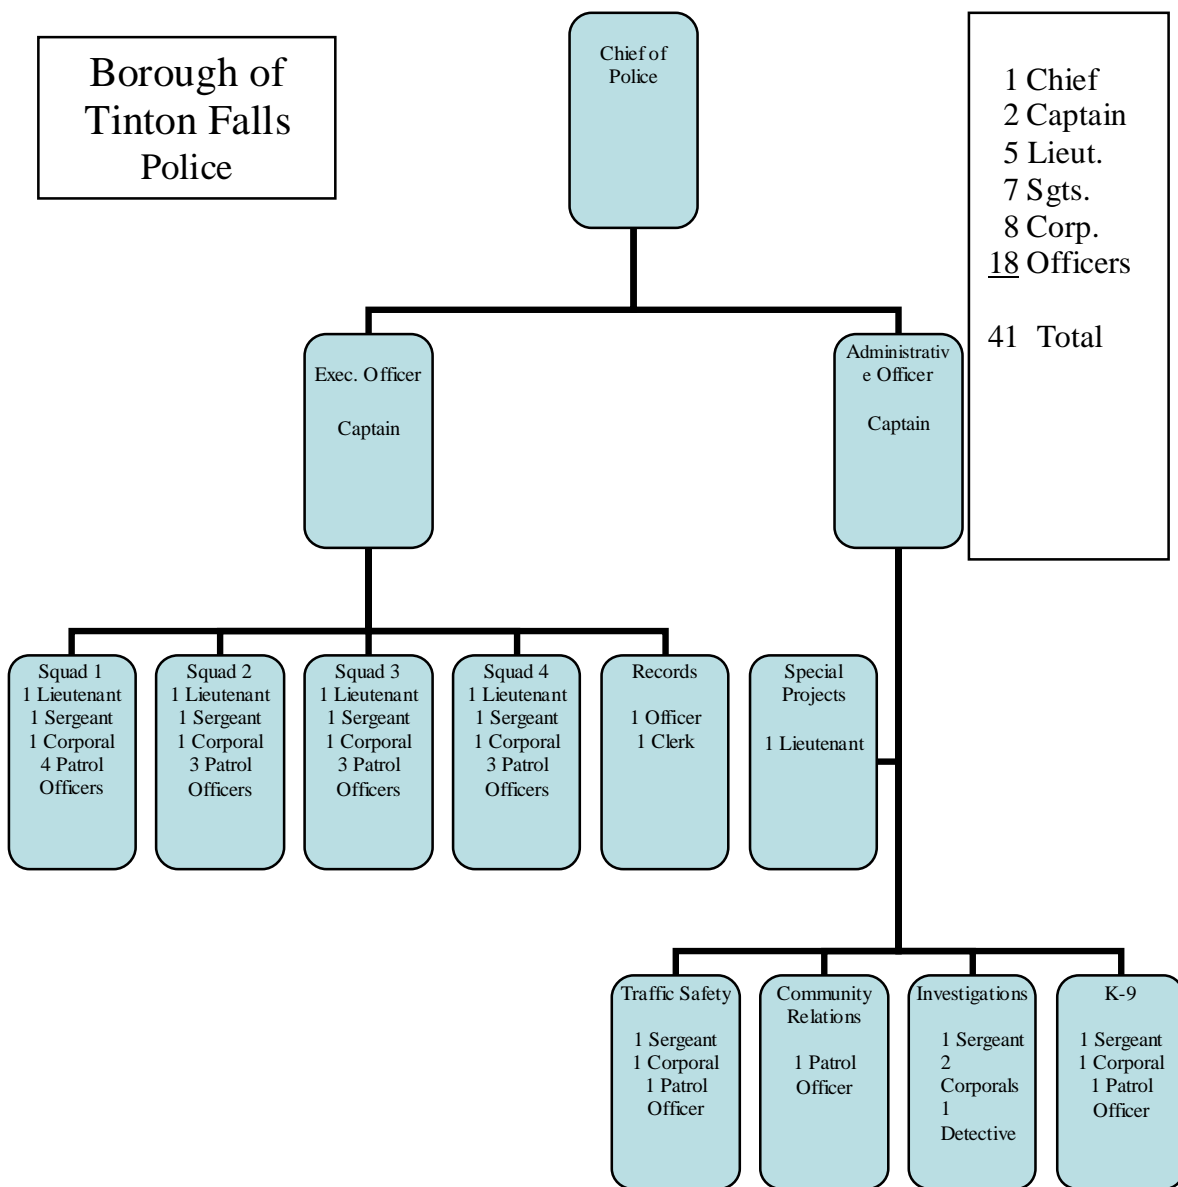 Borough of
Tinton Falls
Police
Chief of
Police
1 Chief
2 Captain
5 Lieut.
7 Sgts.
8 Corp.
18 Officers
41 Total
Exec. Officer
Captain
Administrativ
e Officer
Captain
Squad 1
1 Lieutenant
1 Sergeant
1 Corporal
4 Patrol
Officers
Squad 2
1 Lieutenant
1 Sergeant
1 Corporal
3 Patrol
Officers
Squad 3
1 Lieutenant
1 Sergeant
1 Corporal
3 Patrol
Officers
Squad 4
1 Lieutenant
1 Sergeant
1 Corporal
3 Patrol
Officers
Records
1 Officer
1 Clerk
Special
Projects
1 Lieutenant
Traffic Safety
1 Sergeant
1 Corporal
1 Patrol
Officer
Community
Relations
1 Patrol
Officer
Investigations
1 Sergeant
2
Corporals
1
Detective
K-9
1 Sergeant
1 Corporal
1 Patrol
Officer